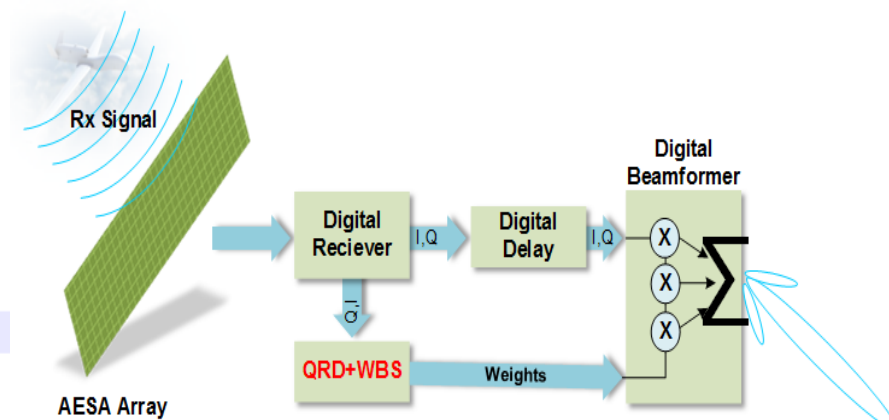 Rx Signal
Digital
Beamformer
Digital
Reciever
I,Q
Digital
Delay
I,Q
X
X
X
Q,I
QRD+WBS
Weights
AESA Array